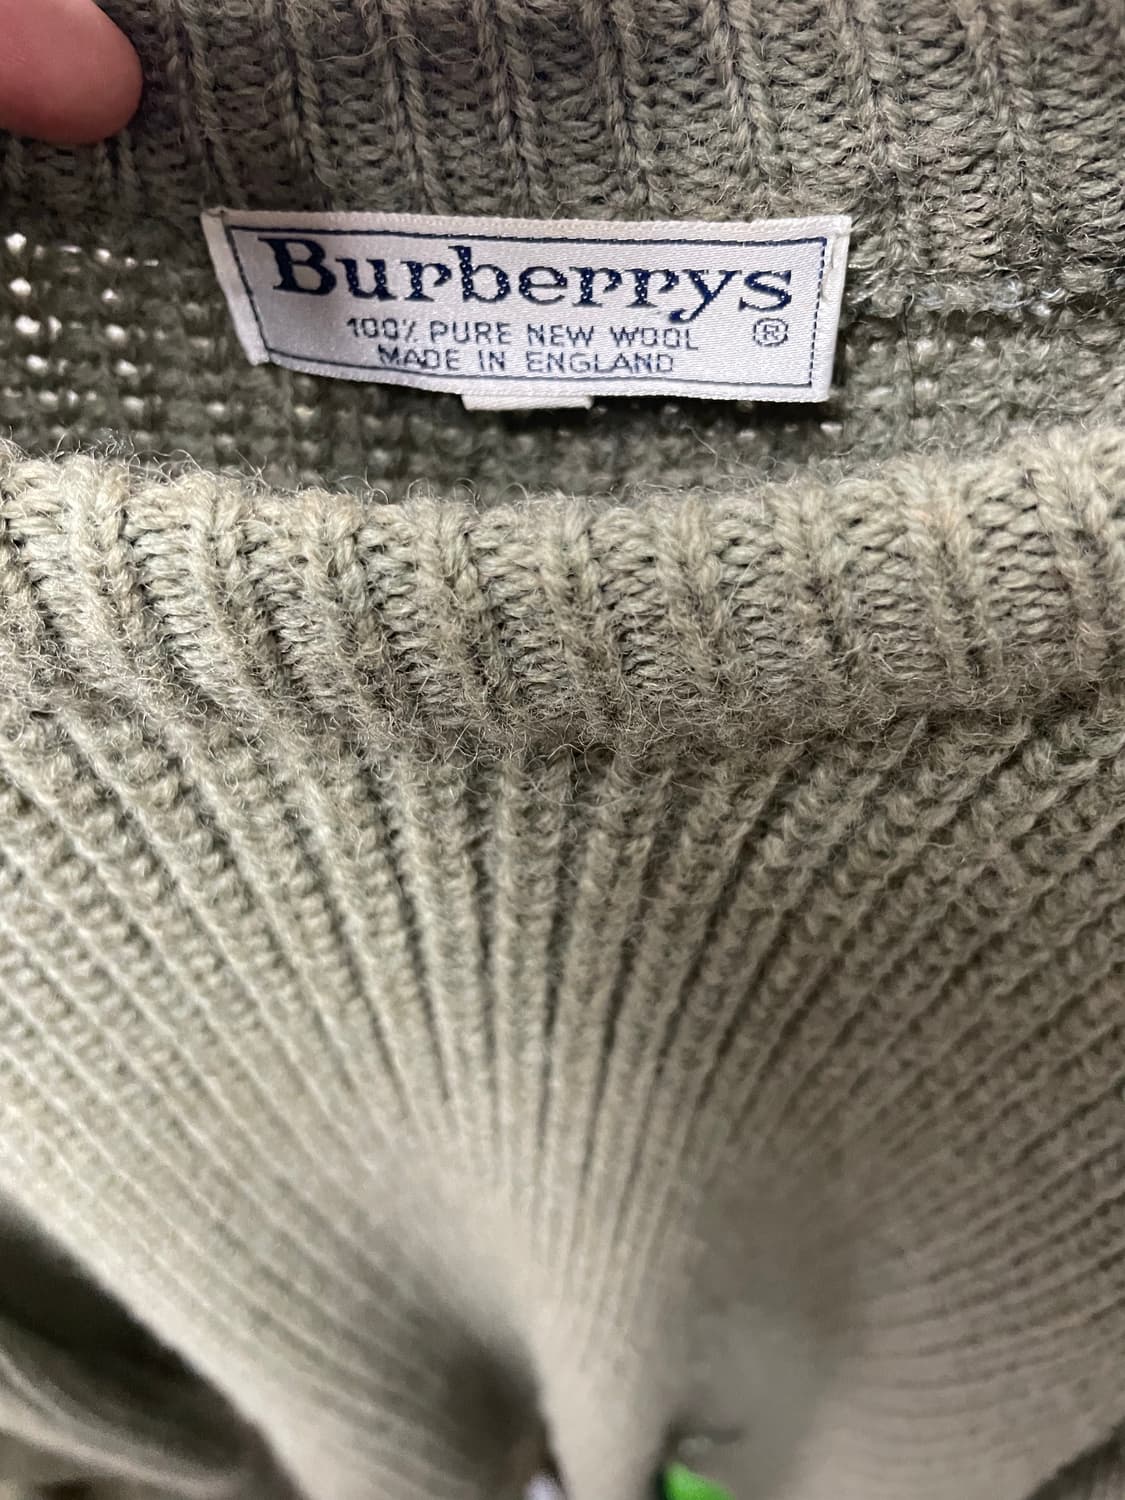 Burberrys
100% PURE NEW WOOL ®
MADE IN ENGLAND